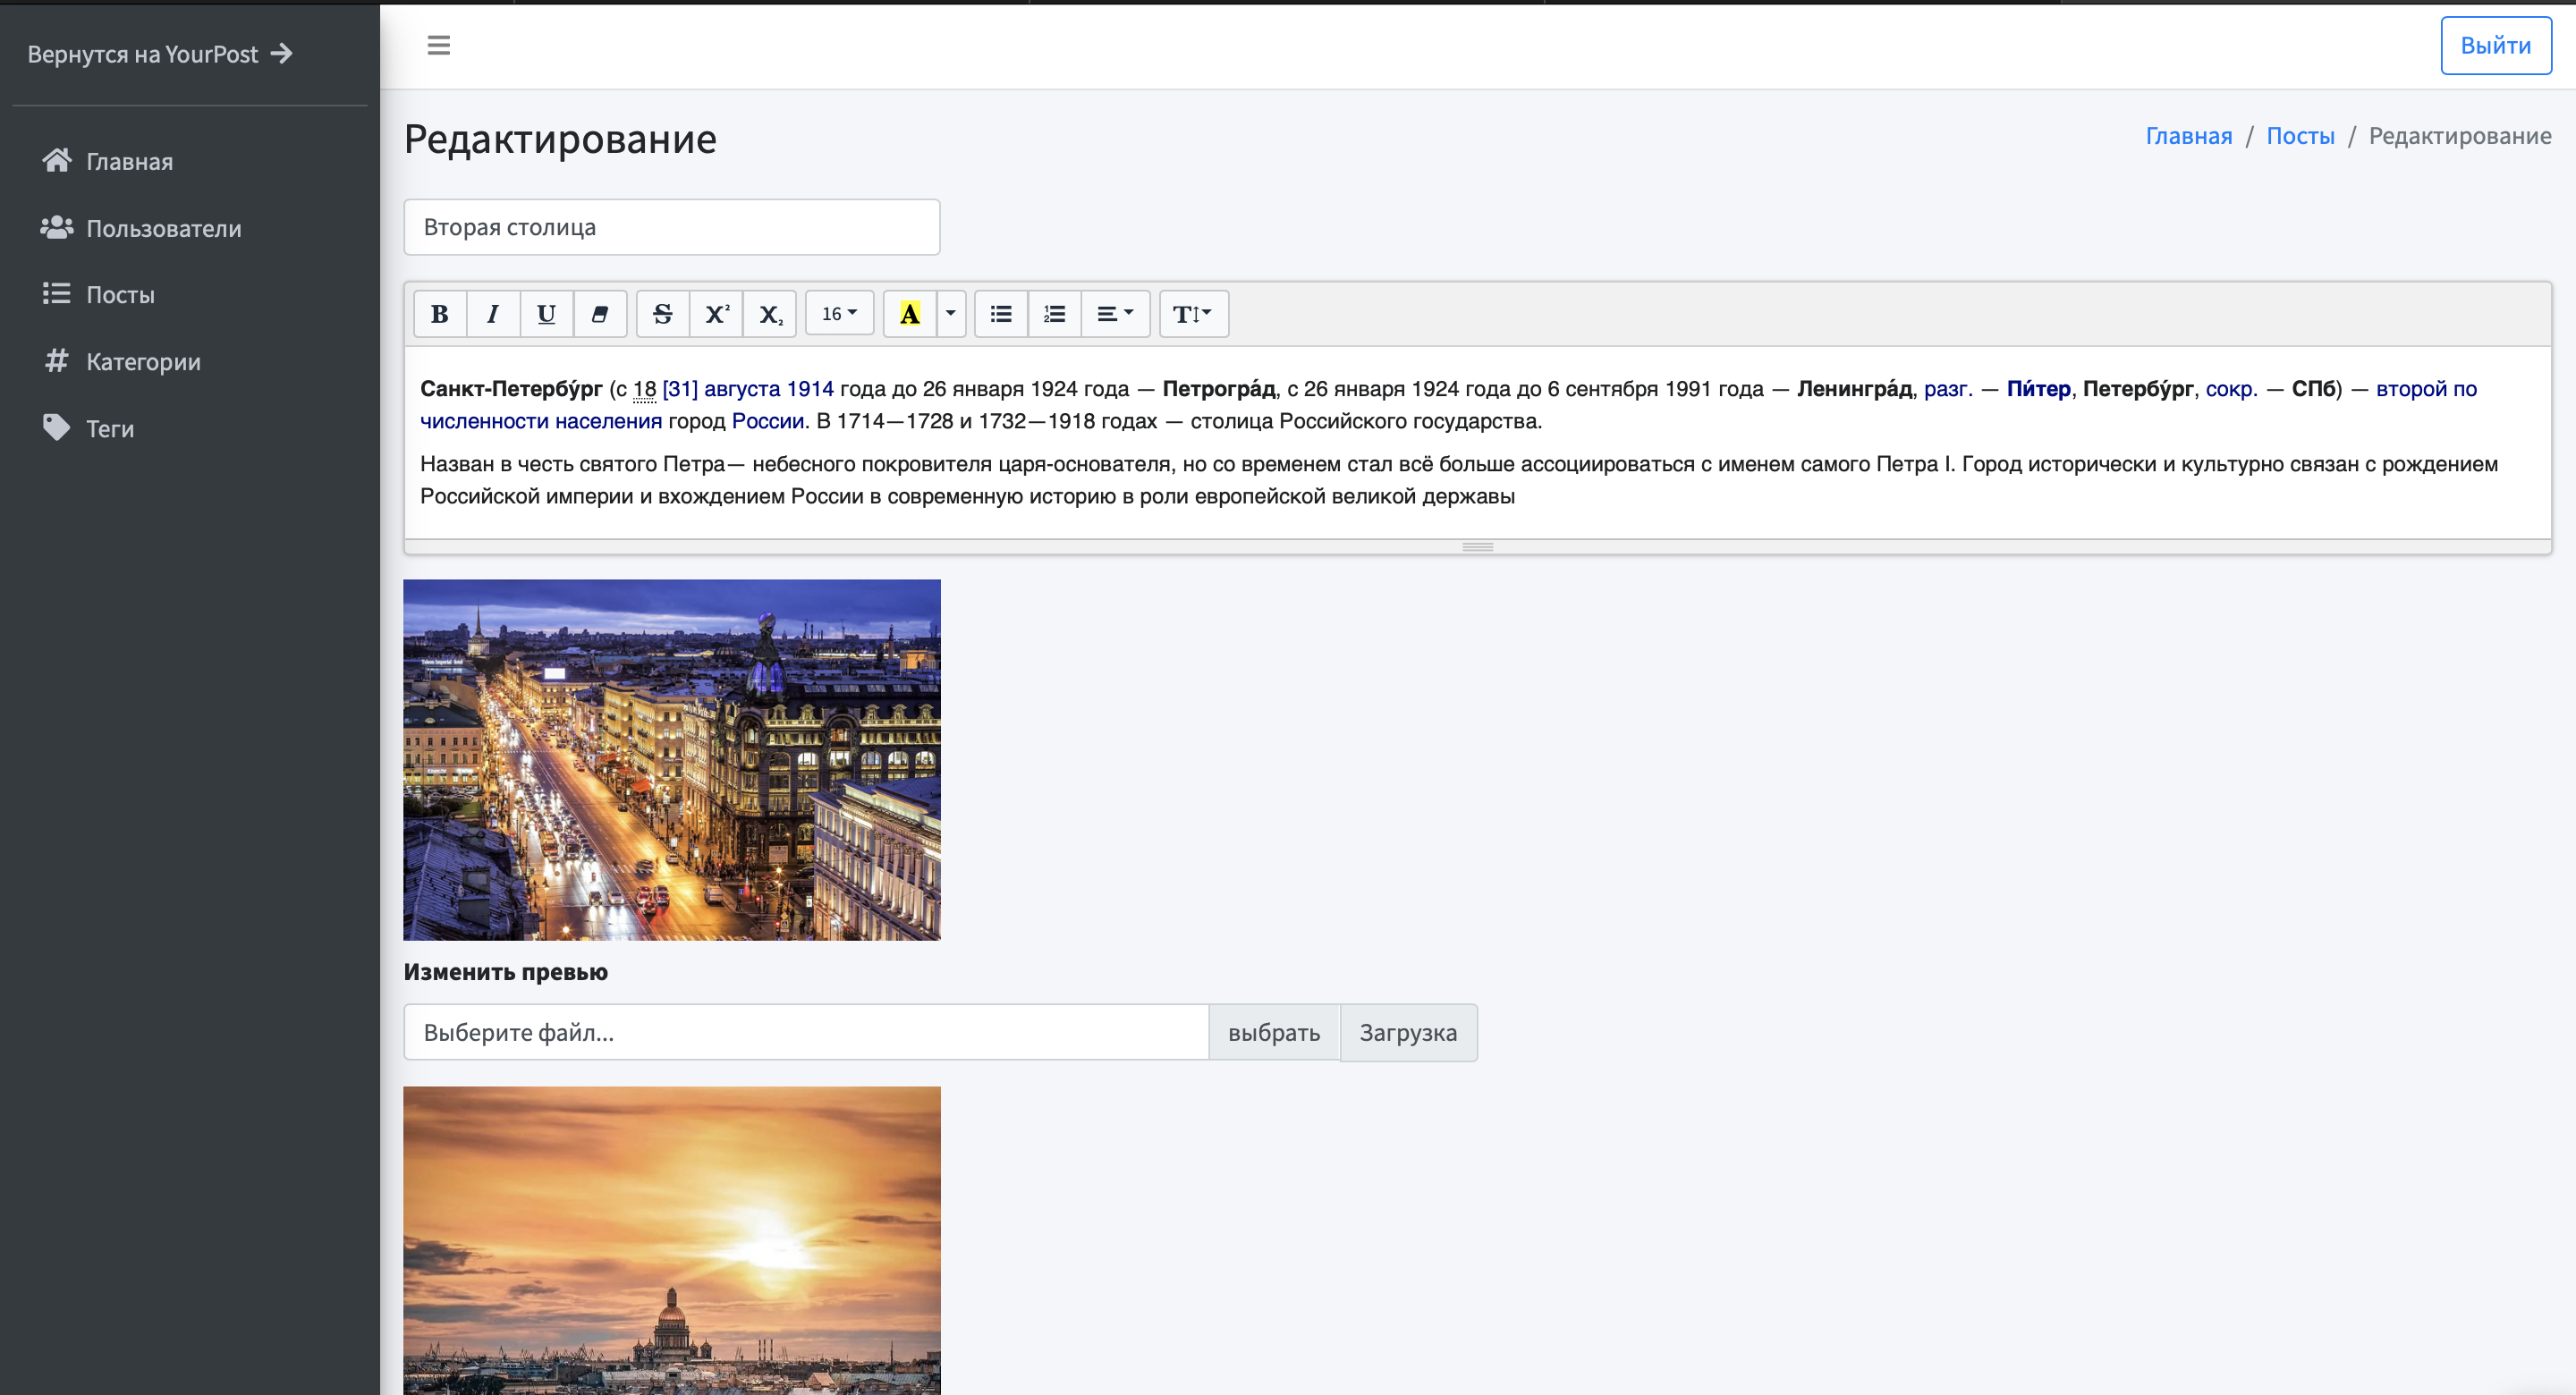 Вернутся на YourPost
Выйти
Главная
Пользователи
Посты
Категории
Теги
Редактирование
Главная / Посты / Редактирование
Вторая столица
B I U S X² X₂ 16 A T
Санкт-Петербу́рг (с 18 [31] августа 1914 года до 26 января 1924 года — Петрогра́д, с 26 января 1924 года до 6 сентября 1991 года — Ленингра́д, разг. — Пи́тер, Петербу́рг, сокр. — СПб) — второй по
численности населения город России. В 1714—1728 и 1732—1918 годах — столица Российского государства.
Назван в честь святого Петра— небесного покровителя царя-основателя, но со временем стал всё больше ассоциироваться с именем самого Петра I. Город исторически и культурно связан с рождением
Российской империи и вхождением России в современную историю в роли европейской великой державы
Изменить превью
Выберите файл...
выбрать
Загрузка